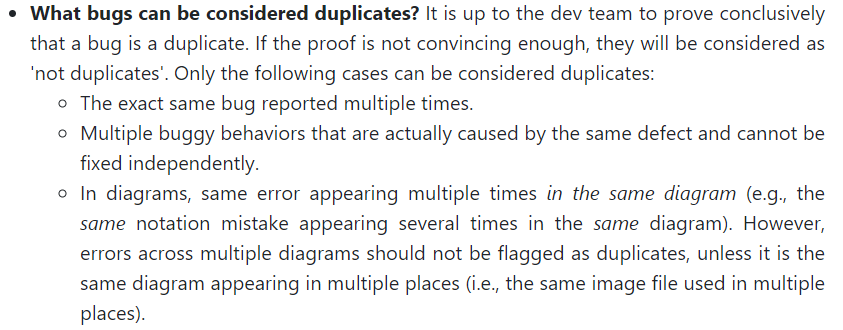 • What bugs can be considered duplicates? It is up to the dev team to prove conclusively
that a bug is a duplicate. If the proof is not convincing enough, they will be considered as
'not duplicates'. Only the following cases can be considered duplicates:
○ The exact same bug reported multiple times.
○ Multiple buggy behaviors that are actually caused by the same defect and cannot be
fixed independently.
○ In diagrams, same error appearing multiple times in the same diagram (e.g., the
same notation mistake appearing several times in the same diagram). However,
errors across multiple diagrams should not be flagged as duplicates, unless it is the
same diagram appearing in multiple places (i.e., the same image file used in multiple
places).